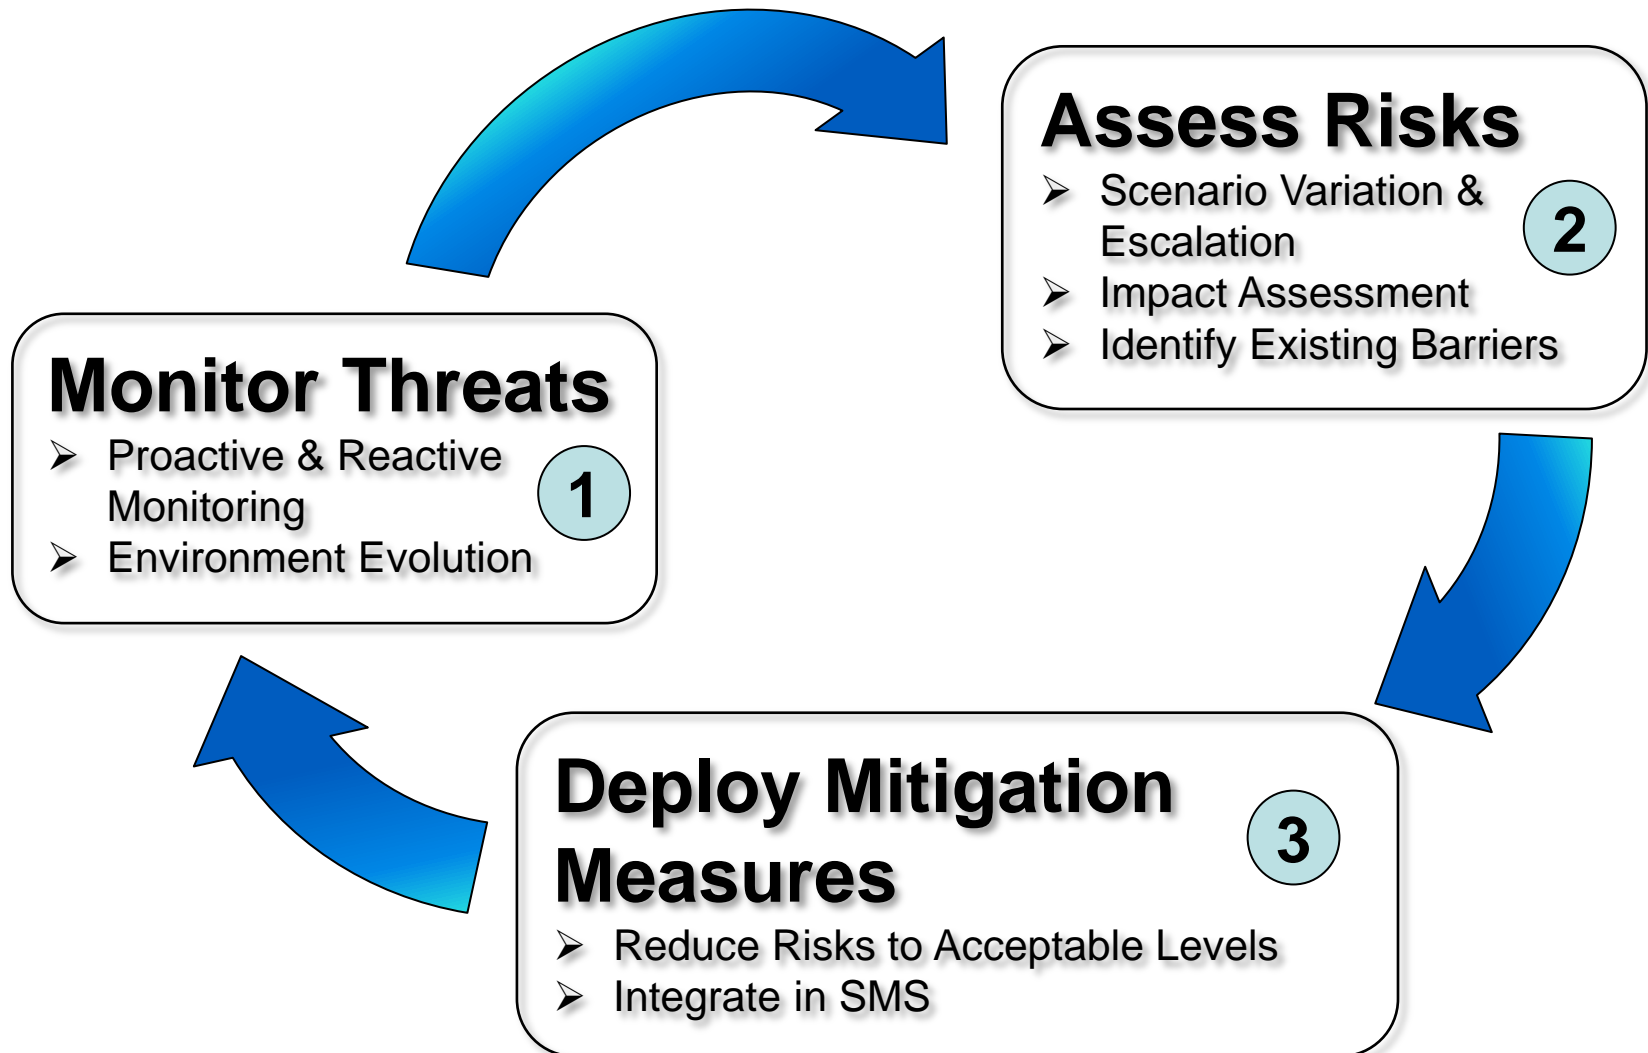 Monitor Threats
➢ Proactive & Reactive
Monitoring
➢ Environment Evolution
1
Assess Risks
➢ Scenario Variation &
Escalation
➢ Impact Assessment
➢ Identify Existing Barriers
2
Deploy Mitigation
Measures
➢ Reduce Risks to Acceptable Levels
➢ Integrate in SMS
3